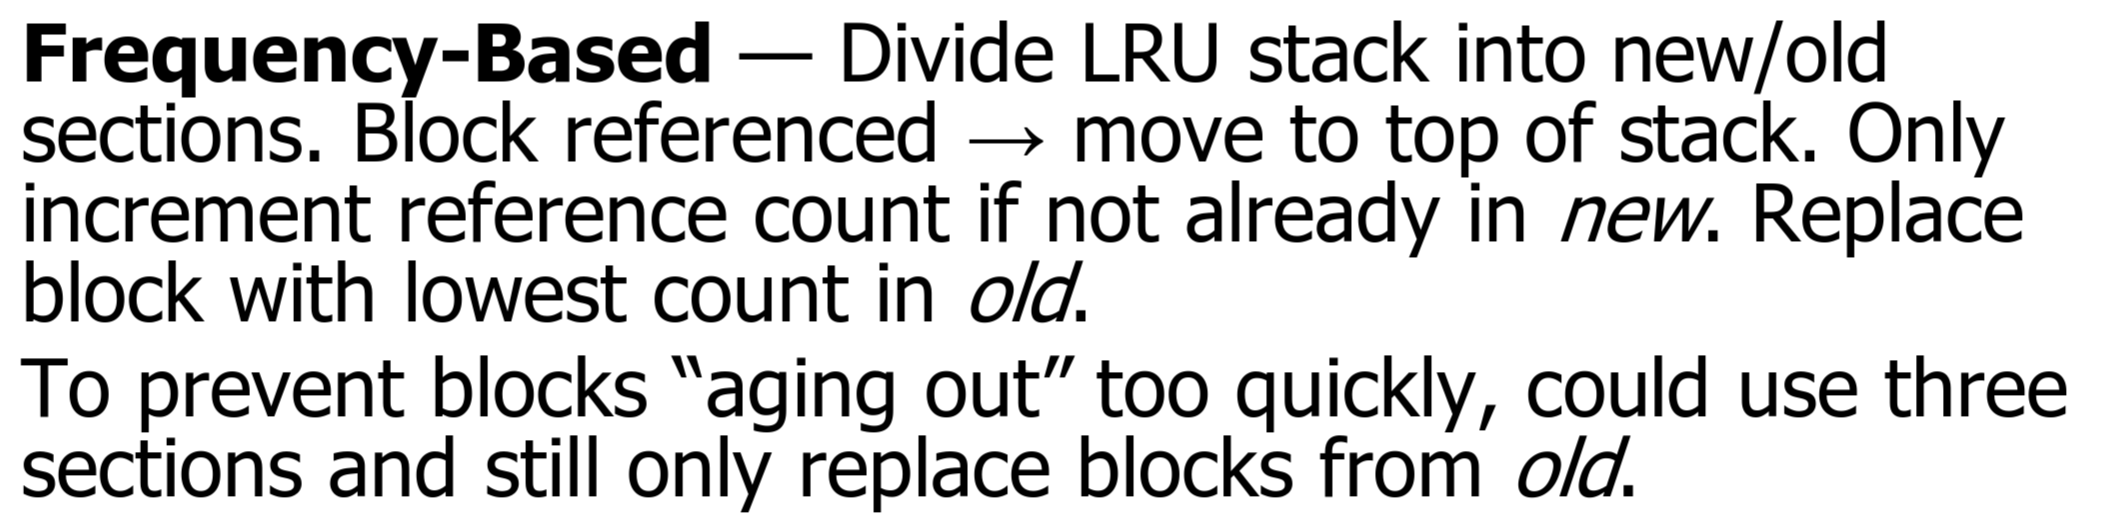 Frequency-Based — Divide LRU stack into new/old
sections. Block referenced → move to top of stack. Only
increment reference count if not already in new. Replace
block with lowest count in old.
To prevent blocks “aging out” too quickly, could use three
sections and still only replace blocks from old.